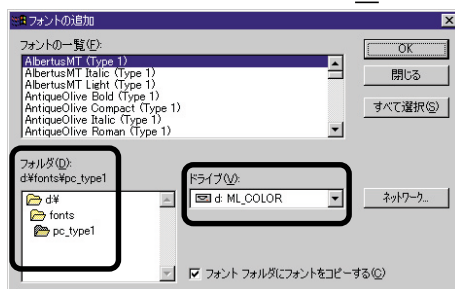 フォントの追加
フォントの一覧(F):
AlbertusMT (Type 1)
AlbertusMT Italic (Type 1)
AlbertusMT Light (Type 1)
AntiqueOlive Bold (Type 1)
AntiqueOlive Compact (Type 1)
AntiqueOlive Italic (Type 1)
AntiqueOlive Roman (Type 1)
OK
閉じる
すべて選択(S)
フォルダ(D):
d:¥fonts¥pc_type1
d:¥
fonts
pc_type1
ドライブ(V):
d: ML_COLOR
ネットワーク...
フォント フォルダにフォントをコピーする(C)